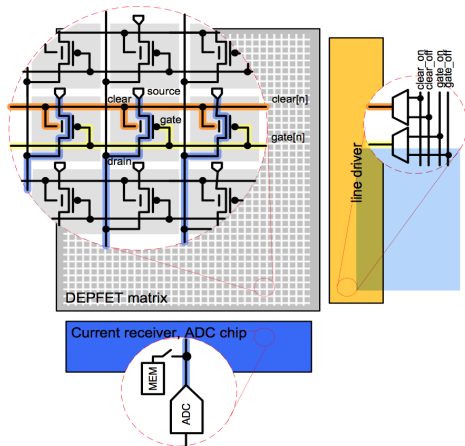 clear_on
clear_off
gate_on
gate_off
source
clear
clear[n]
gate
gate[n]
drain
line driver
DEPFET matrix
Current receiver, ADC chip
MEM
ADC